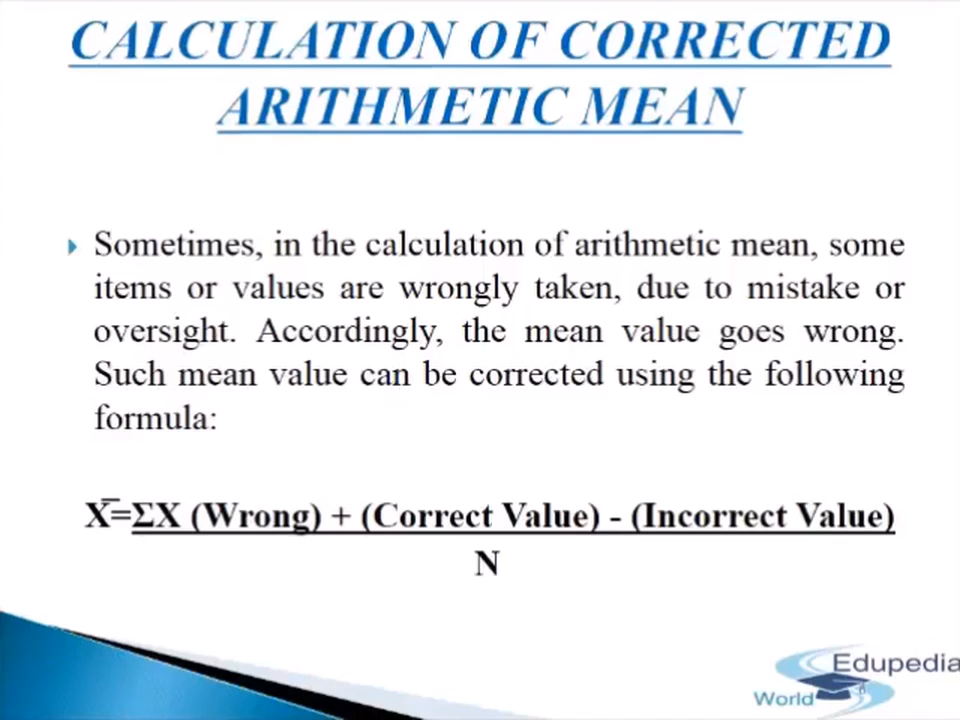 CALCULATION OF CORRECTED
ARITHMETIC MEAN
Sometimes, in the calculation of arithmetic mean, some
items or values are wrongly taken, due to mistake or
oversight. Accordingly, the mean value goes wrong.
Such mean value can be corrected using the following
formula:
X̅=ΣX (Wrong) + (Correct Value) - (Incorrect Value)
N
Edupedia
World